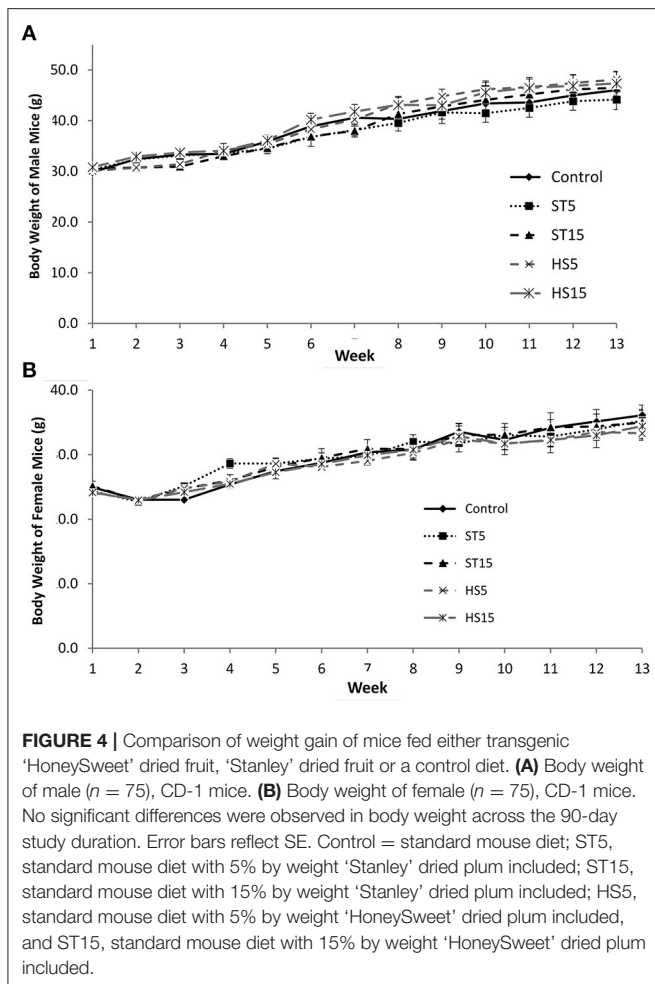 A
Body Weight of Male Mice (g)
50.0
40.0
30.0
20.0
10.0
0.0
Control
ST5
ST15
HS5
HS15
1 2 3 4 5 6 7 8 9 10 11 12 13
Week
B
Body Weight of Female Mice (g)
40.0
0.0
0.0
0.0
0.0
Control
ST5
ST15
HS5
HS15
1 2 3 4 5 6 7 8 9 10 11 12 13
Week
FIGURE 4 | Comparison of weight gain of mice fed either transgenic
‘HoneySweet’ dried fruit, ‘Stanley’ dried fruit or a control diet. (A) Body weight
of male (n = 75), CD-1 mice. (B) Body weight of female (n = 75), CD-1 mice.
No significant differences were observed in body weight across the 90-day
study duration. Error bars reflect SE. Control = standard mouse diet; ST5,
standard mouse diet with 5% by weight ‘Stanley’ dried plum included; ST15,
standard mouse diet with 15% by weight ‘Stanley’ dried plum included; HS5,
standard mouse diet with 5% by weight ‘HoneySweet’ dried plum included,
and ST15, standard mouse diet with 15% by weight ‘HoneySweet’ dried plum
included.